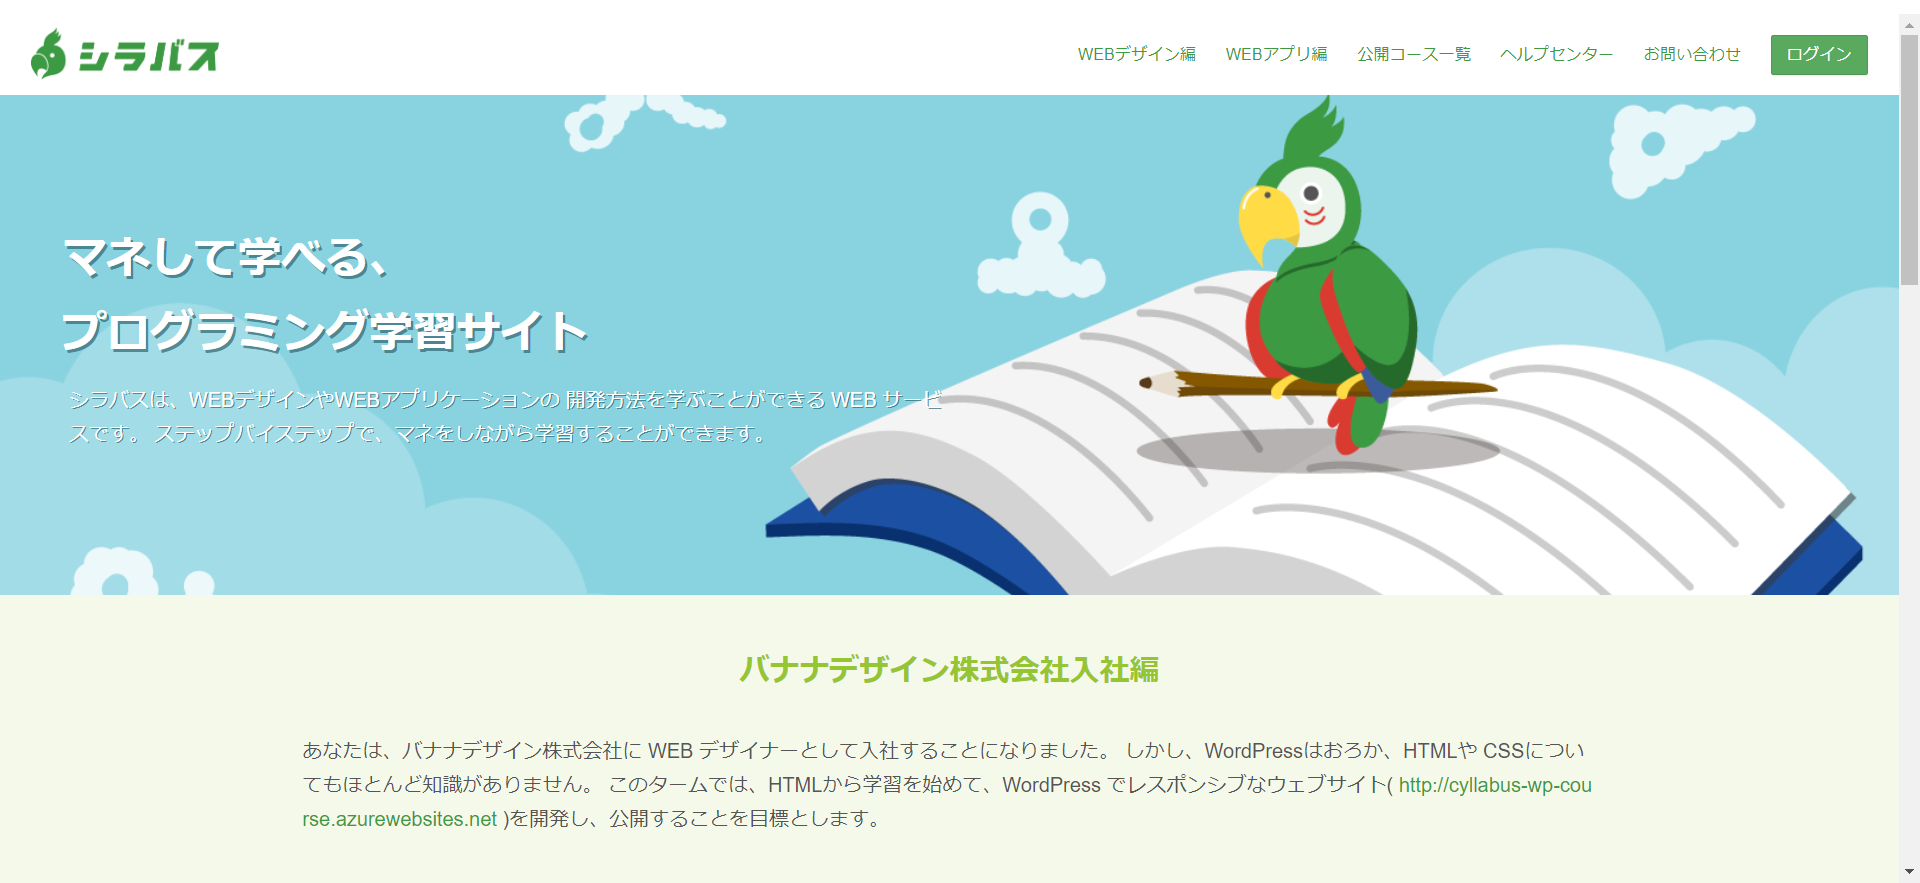 シラバス
WEBデザイン編
WEBアプリ編
公開コース一覧
ヘルプセンター
お問い合わせ
ログイン
マネして学べる、
プログラミング学習サイト
シラバスは、WEBデザインやWEBアプリケーションの 開発方法を学ぶことができる WEB サービ
スです。 ステップバイステップで、マネをしながら学習することができます。
バナナデザイン株式会社入社編
あなたは、バナナデザイン株式会社に WEB デザイナーとして入社することになりました。 しかし、WordPressはおろか、HTMLや CSSについ
てもほとんど知識がありません。 このタームでは、HTMLから学習を始めて、WordPress でレスポンシブなウェブサイト( http://cyllabus-wp-cou
rse.azurewebsites.net )を開発し、公開することを目標とします。